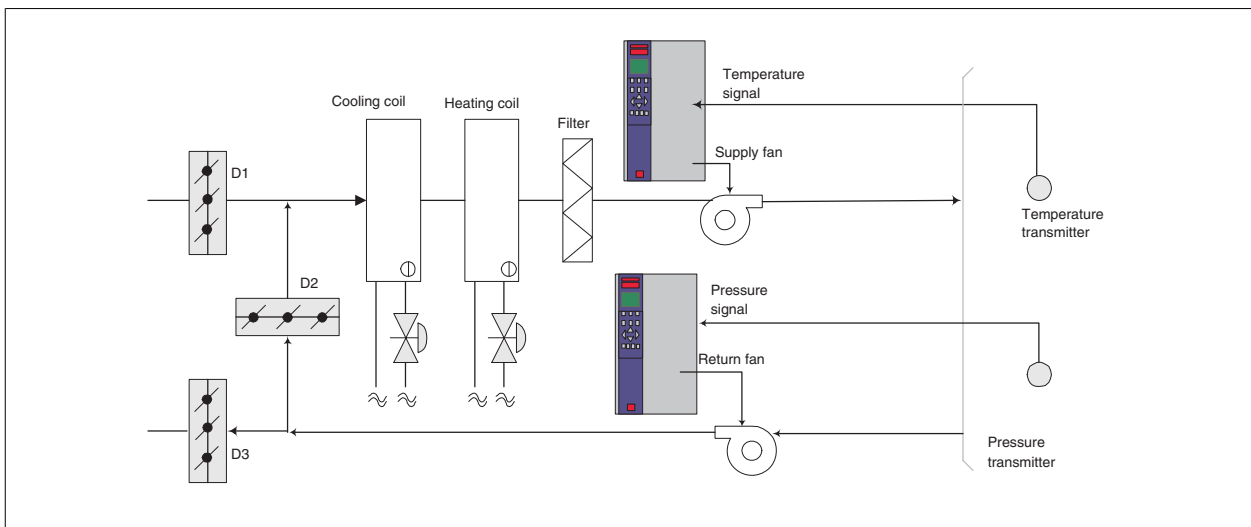 Cooling coil
Heating coil
Filter
Temperature
signal
Supply fan
D1
Temperature
transmitter
D2
Pressure
signal
Return fan
D3
Pressure
transmitter